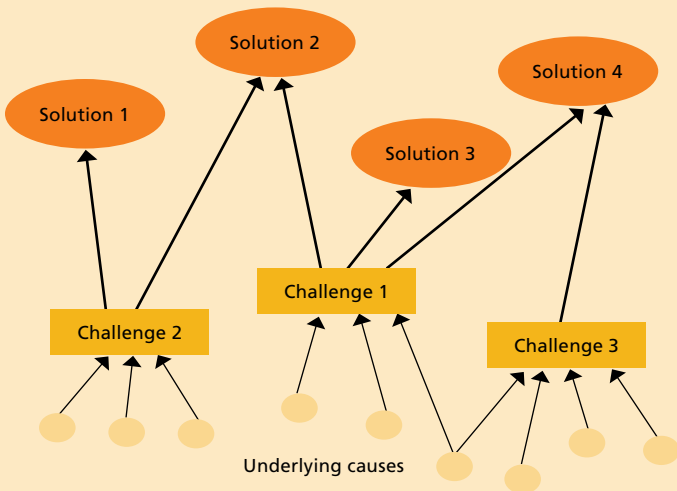 Solution 2
Solution 4
Solution 1
Solution 3
Challenge 1
Challenge 2
Challenge 3
Underlying causes